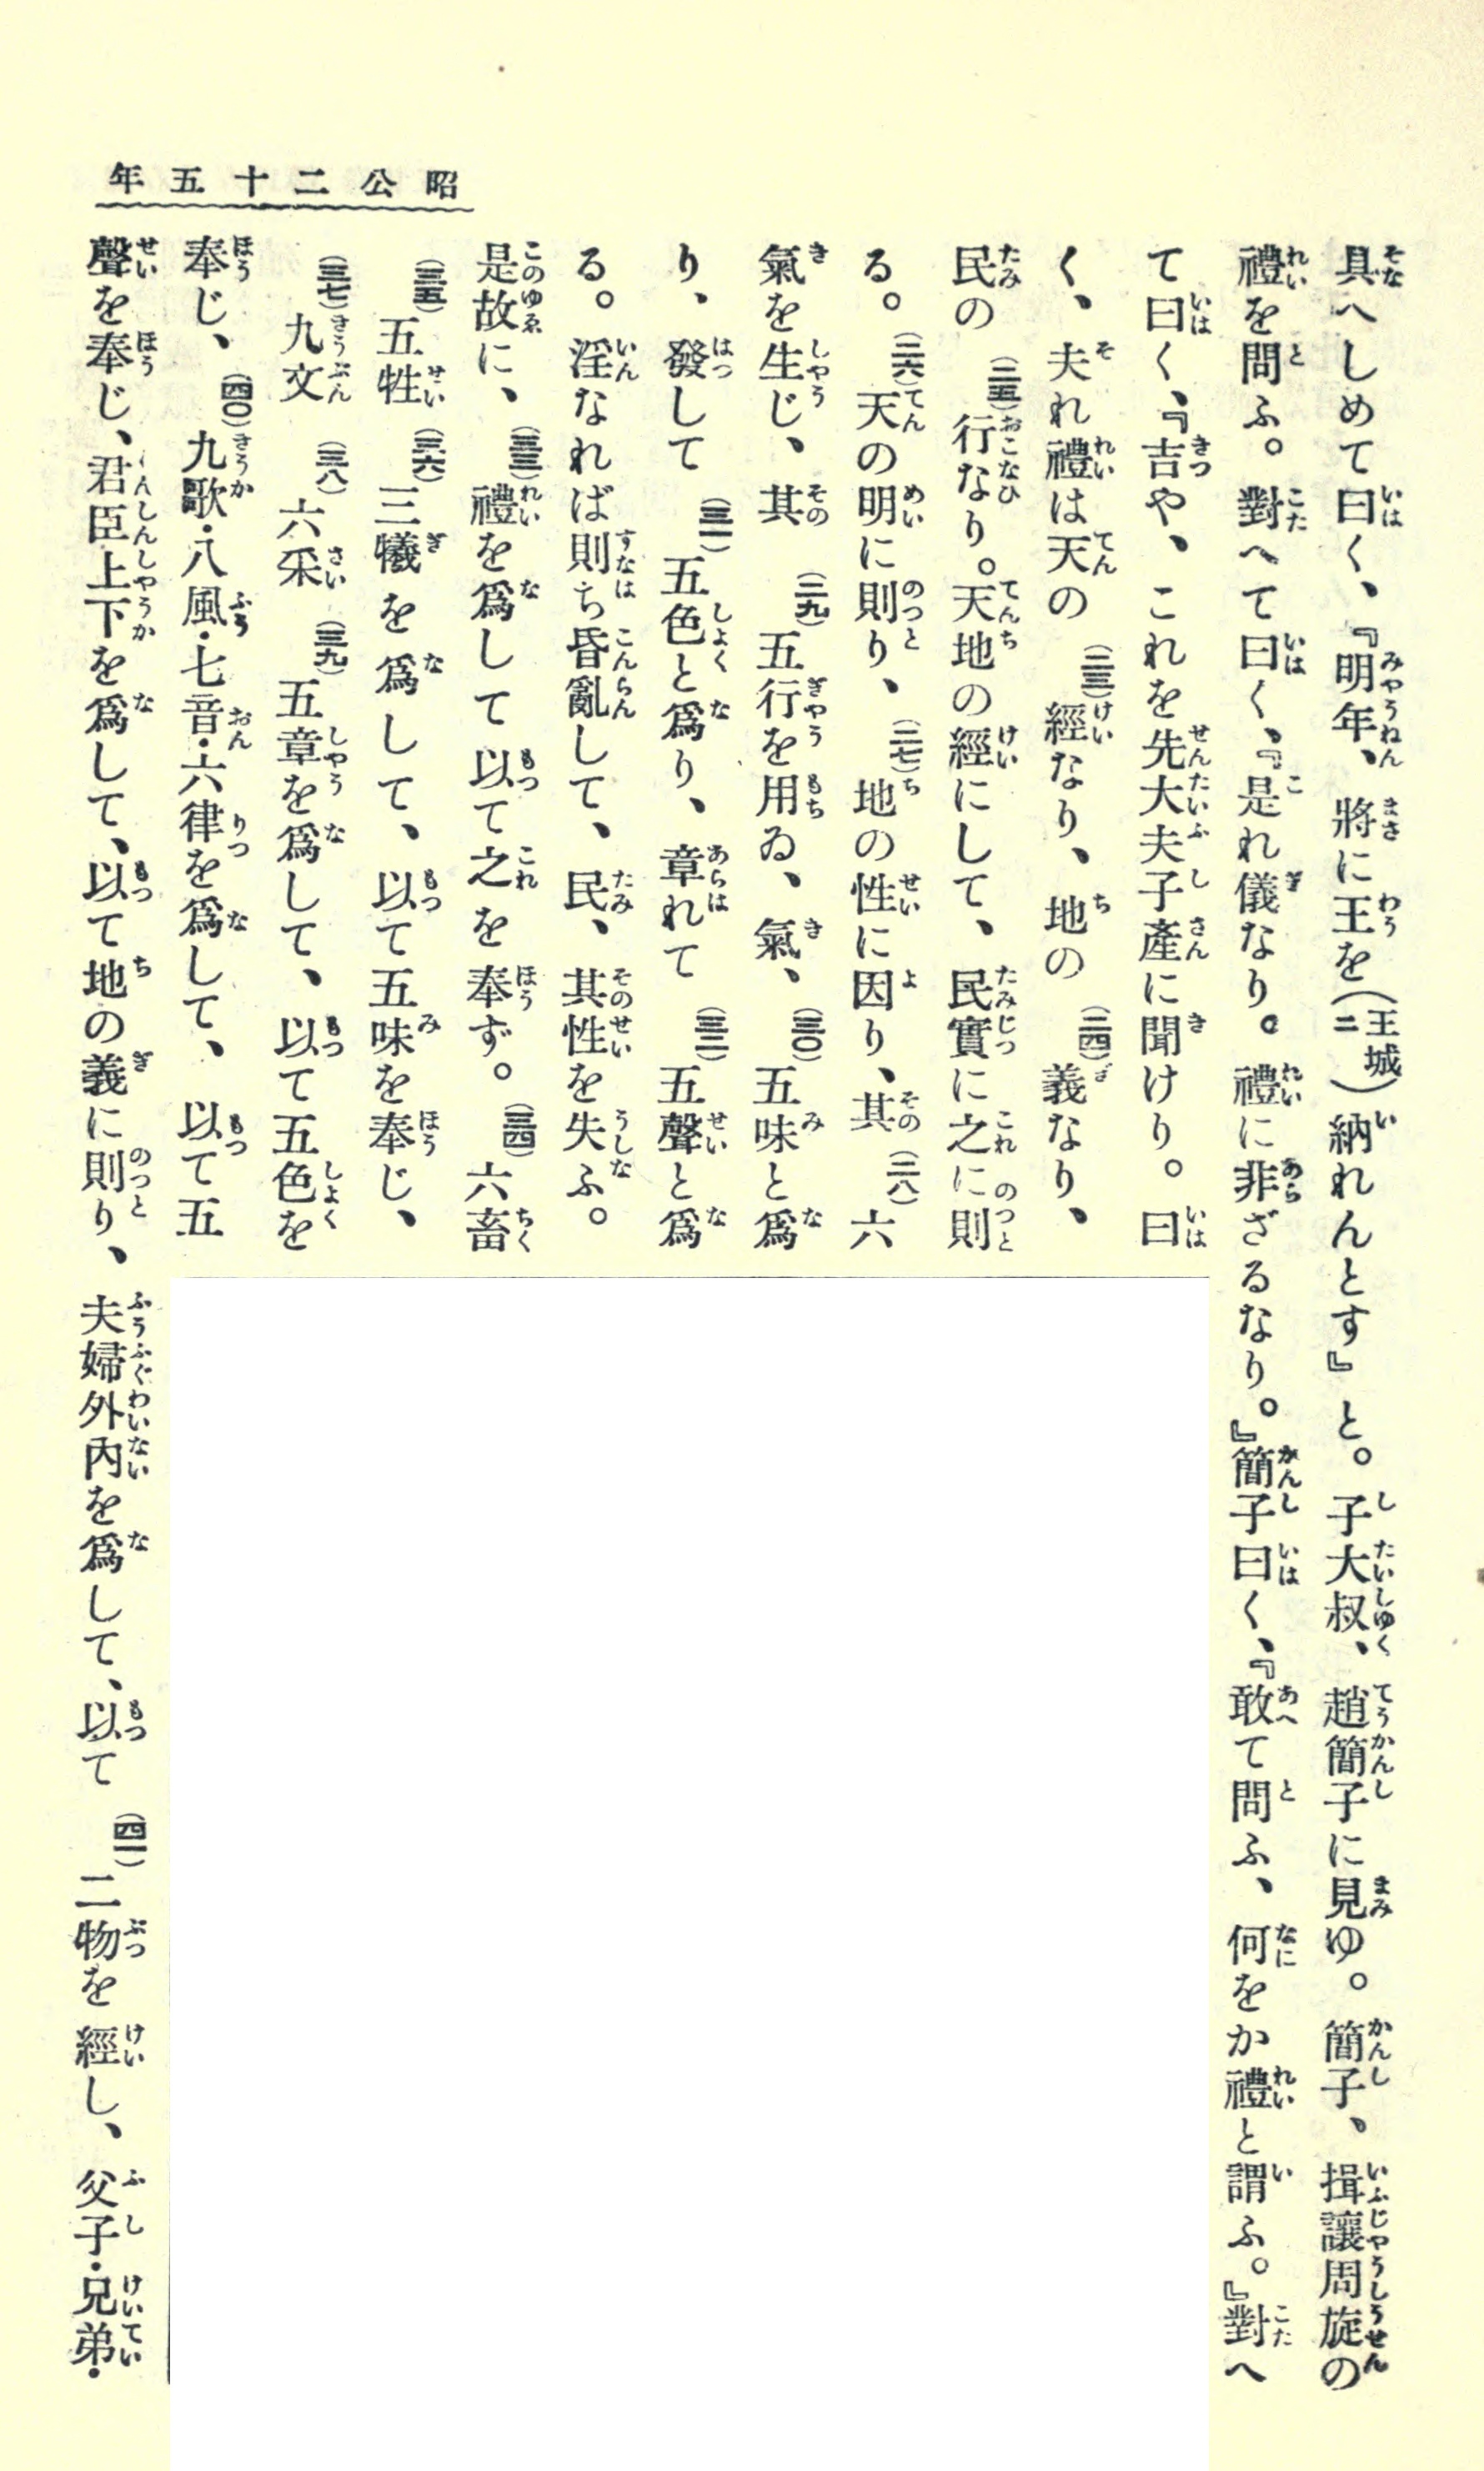 昭公二十五年
具へしめて曰く、『明年、將に王を(王城ニ)納れんとす』と。子大叔、趙簡子に見ゆ。簡子、揖讓周旋の
禮を問ふ。對へて曰く、『是れ儀なり。禮に非ざるなり。』簡子曰く、『敢て問ふ、何をか禮と謂ふ。』對へ
て曰く、『吉や、これを先大夫子產に聞けり。曰
く、夫れ禮は天の(二三)經なり、地の(二四)義なり、
民の(二五)行なり。天地の經にして、民實に之に則
る。(二六)天の明に則り、(二七)地の性に因り、其(二八)六
氣を生じ、其(二九)五行を用ゐ、氣、(三〇)五味と爲
り、發して(三一)五色と爲り、章れて(三二)五聲と爲
る。淫なれば則ち昏亂して、民、其性を失ふ。
是故に、(三三)禮を爲して以て之を奉ず。(三四)六畜
(三五)五牲(三六)三犧を爲して、以て五味を奉じ、
(三七)九文(三八)六采(三九)五章を爲して、以て五色を
奉じ、(四〇)九歌・八風・七音・六律を爲して、以て五
聲を奉じ、君臣上下を爲して、以て地の義に則り、夫婦外內を爲して、以て(四一)二物を經し、父子・兄弟・